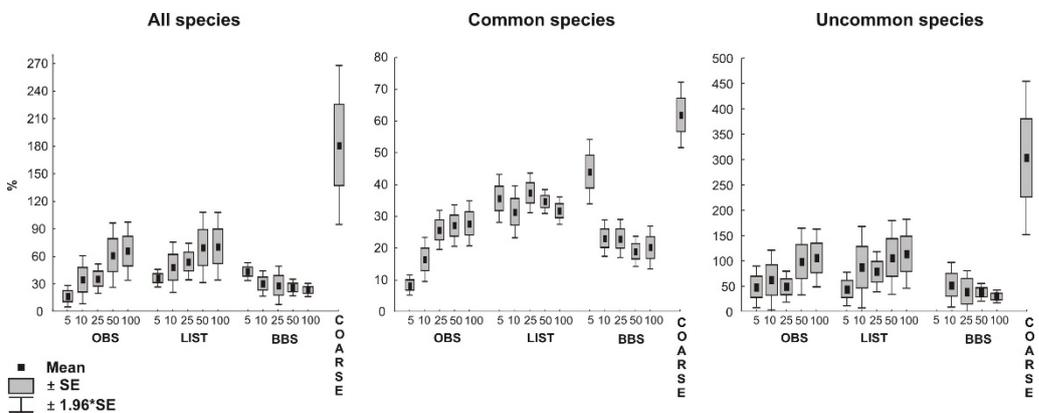 All species
Common species
Uncommon species
%
270
240
210
180
150
120
90
60
30
0
5 10 25 50 100
5 10 25 50 100
5 10 25 50 100
OBS
LIST
BBS
COARSE
80
70
60
50
40
30
20
10
0
5 10 25 50 100
5 10 25 50 100
5 10 25 50 100
OBS
LIST
BBS
COARSE
500
450
400
350
300
250
200
150
100
50
0
5 10 25 50 100
5 10 25 50 100
5 10 25 50 100
OBS
LIST
BBS
COARSE
Mean
± SE
± 1.96*SE